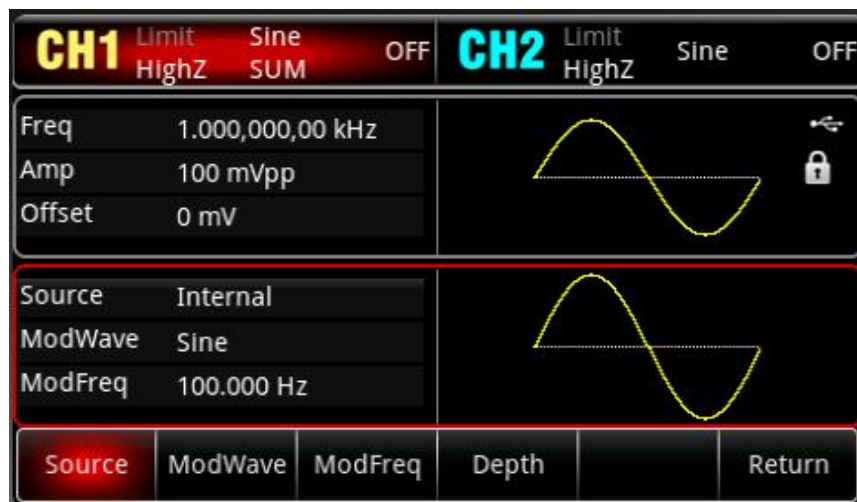 CH1 Limit Sine OFF CH2 Limit Sine OFF
HighZ SUM HighZ
Freq 1.000,000,00 kHz
Amp 100 mVpp
Offset 0 mV
Source Internal
ModWave Sine
ModFreq 100.000 Hz
Source ModWave ModFreq Depth Return